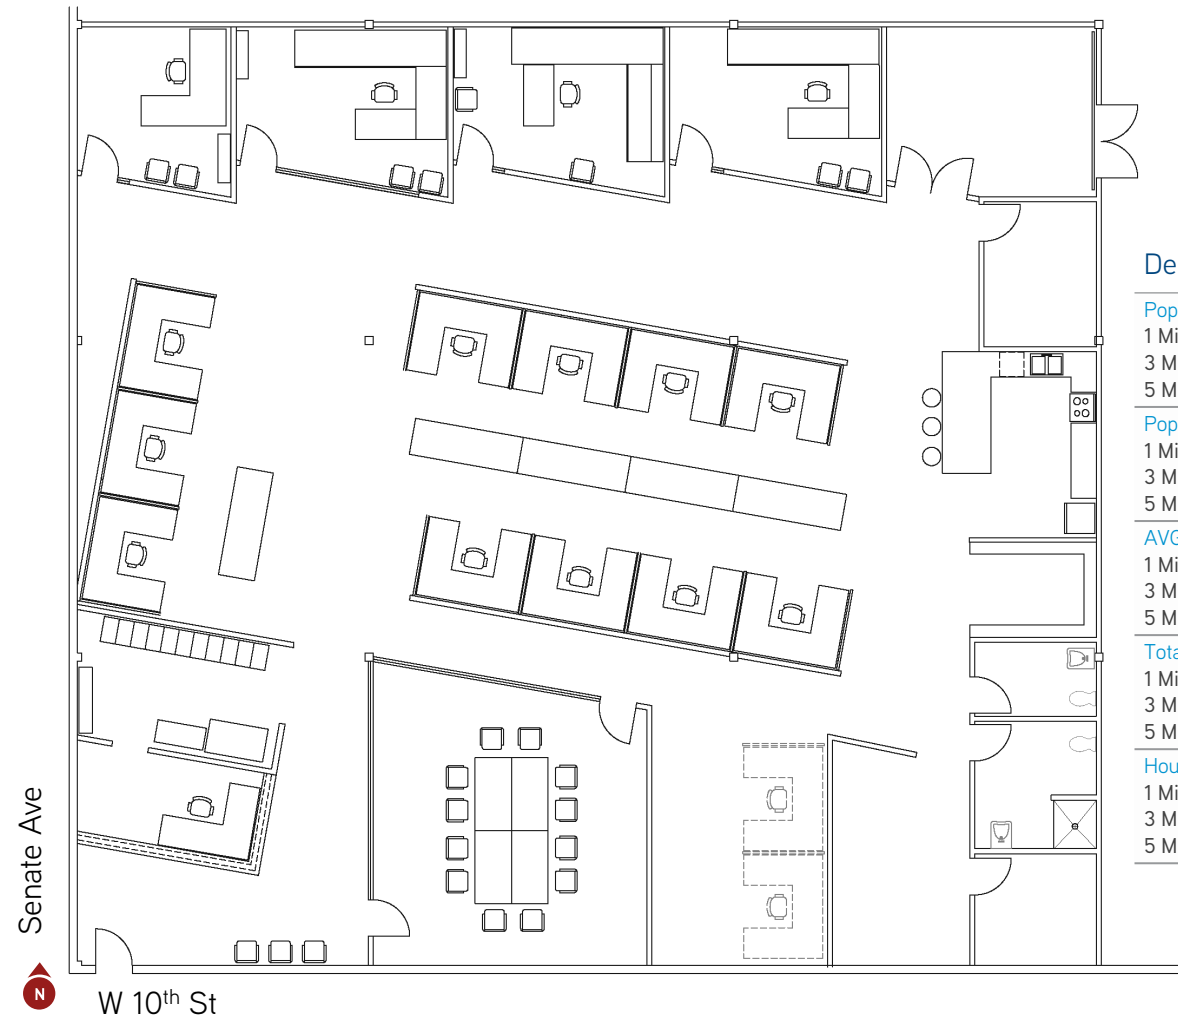 De
Pop
1 Mi
3 M
5 M
Pop
1 Mi
3 M
5 M
AVG
1 Mi
3 M
5 M
Tota
1 Mi
3 M
5 M
Hou
1 Mi
3 M
5 M
Senate Ave
N
W 10th St